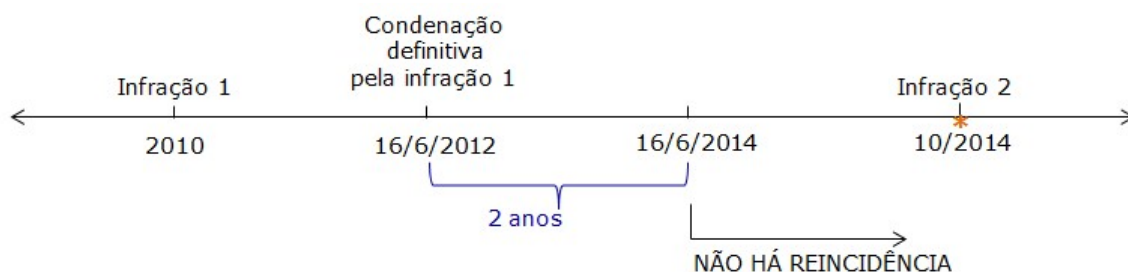 Condenação
definitiva
pela infração 1
Infração 1
Infração 2
*
2010
16/6/2012
16/6/2014
10/2014
2 anos
NÃO HÁ REINCIDÊNCIA